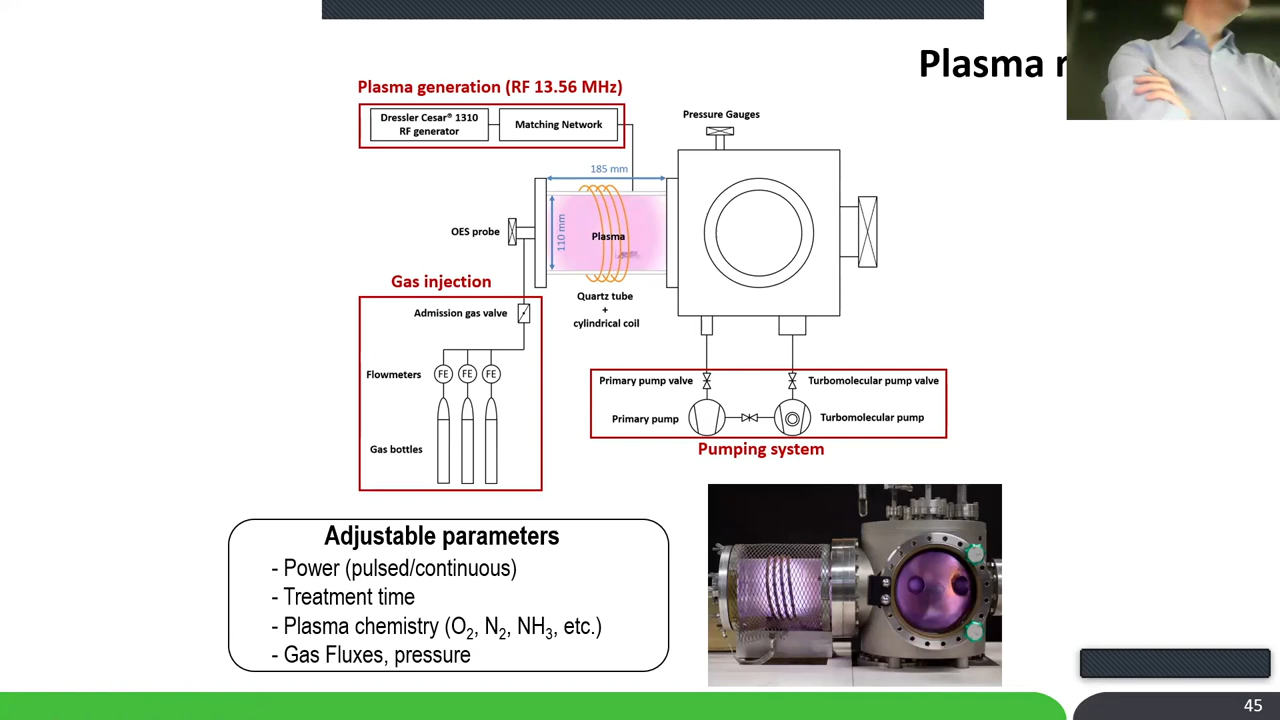 Plasma
Plasma generation (RF 13.56 MHz)
Dressler Cesar® 1310
RF generator
Matching Network
Pressure Gauges
185 mm
110 mm
OES probe
Plasma
Gas injection
Quartz tube
+
cylindrical coil
Admission gas valve
Flowmeters
FE FE FE
Gas bottles
Primary pump valve
Turbomolecular pump valve
Primary pump
Turbomolecular pump
Pumping system
Adjustable parameters
- Power (pulsed/continuous)
- Treatment time
- Plasma chemistry (O₂, N₂, NH₃, etc.)
- Gas Fluxes, pressure
45